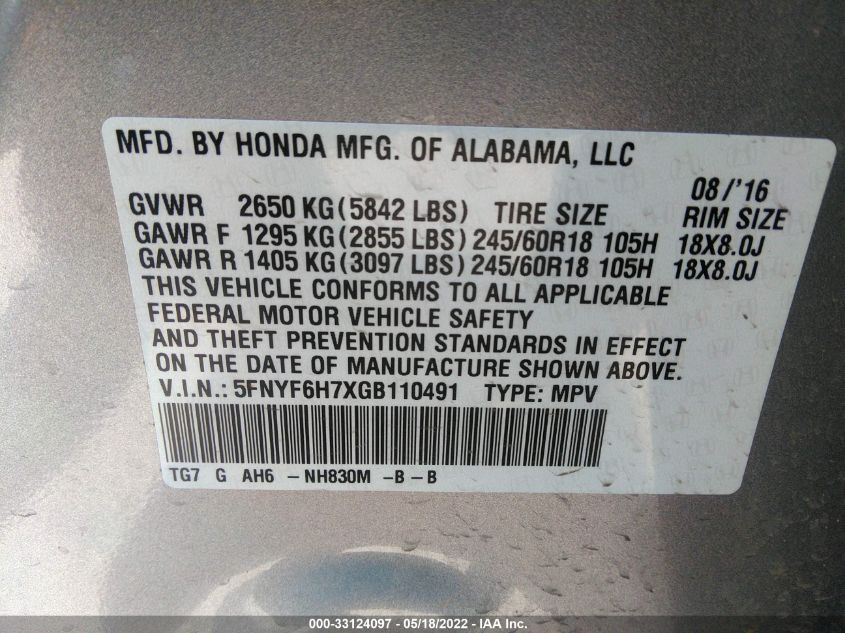 MFD. BY HONDA MFG. OF ALABAMA, LLC
08/'16
GVWR 2650 KG (5842 LBS) TIRE SIZE RIM SIZE
GAWR F 1295 KG (2855 LBS) 245/60R18 105H 18X8.0J
GAWR R 1405 KG (3097 LBS) 245/60R18 105H 18X8.0J
THIS VEHICLE CONFORMS TO ALL APPLICABLE
FEDERAL MOTOR VEHICLE SAFETY
AND THEFT PREVENTION STANDARDS IN EFFECT
ON THE DATE OF MANUFACTURE SHOWN ABOVE.
V.I.N.: 5FNYF6H7XGB110491 TYPE: MPV
TG7 G AH6 – NH830M – B – B
000-33124097 - 05/18/2022 - IAA Inc.